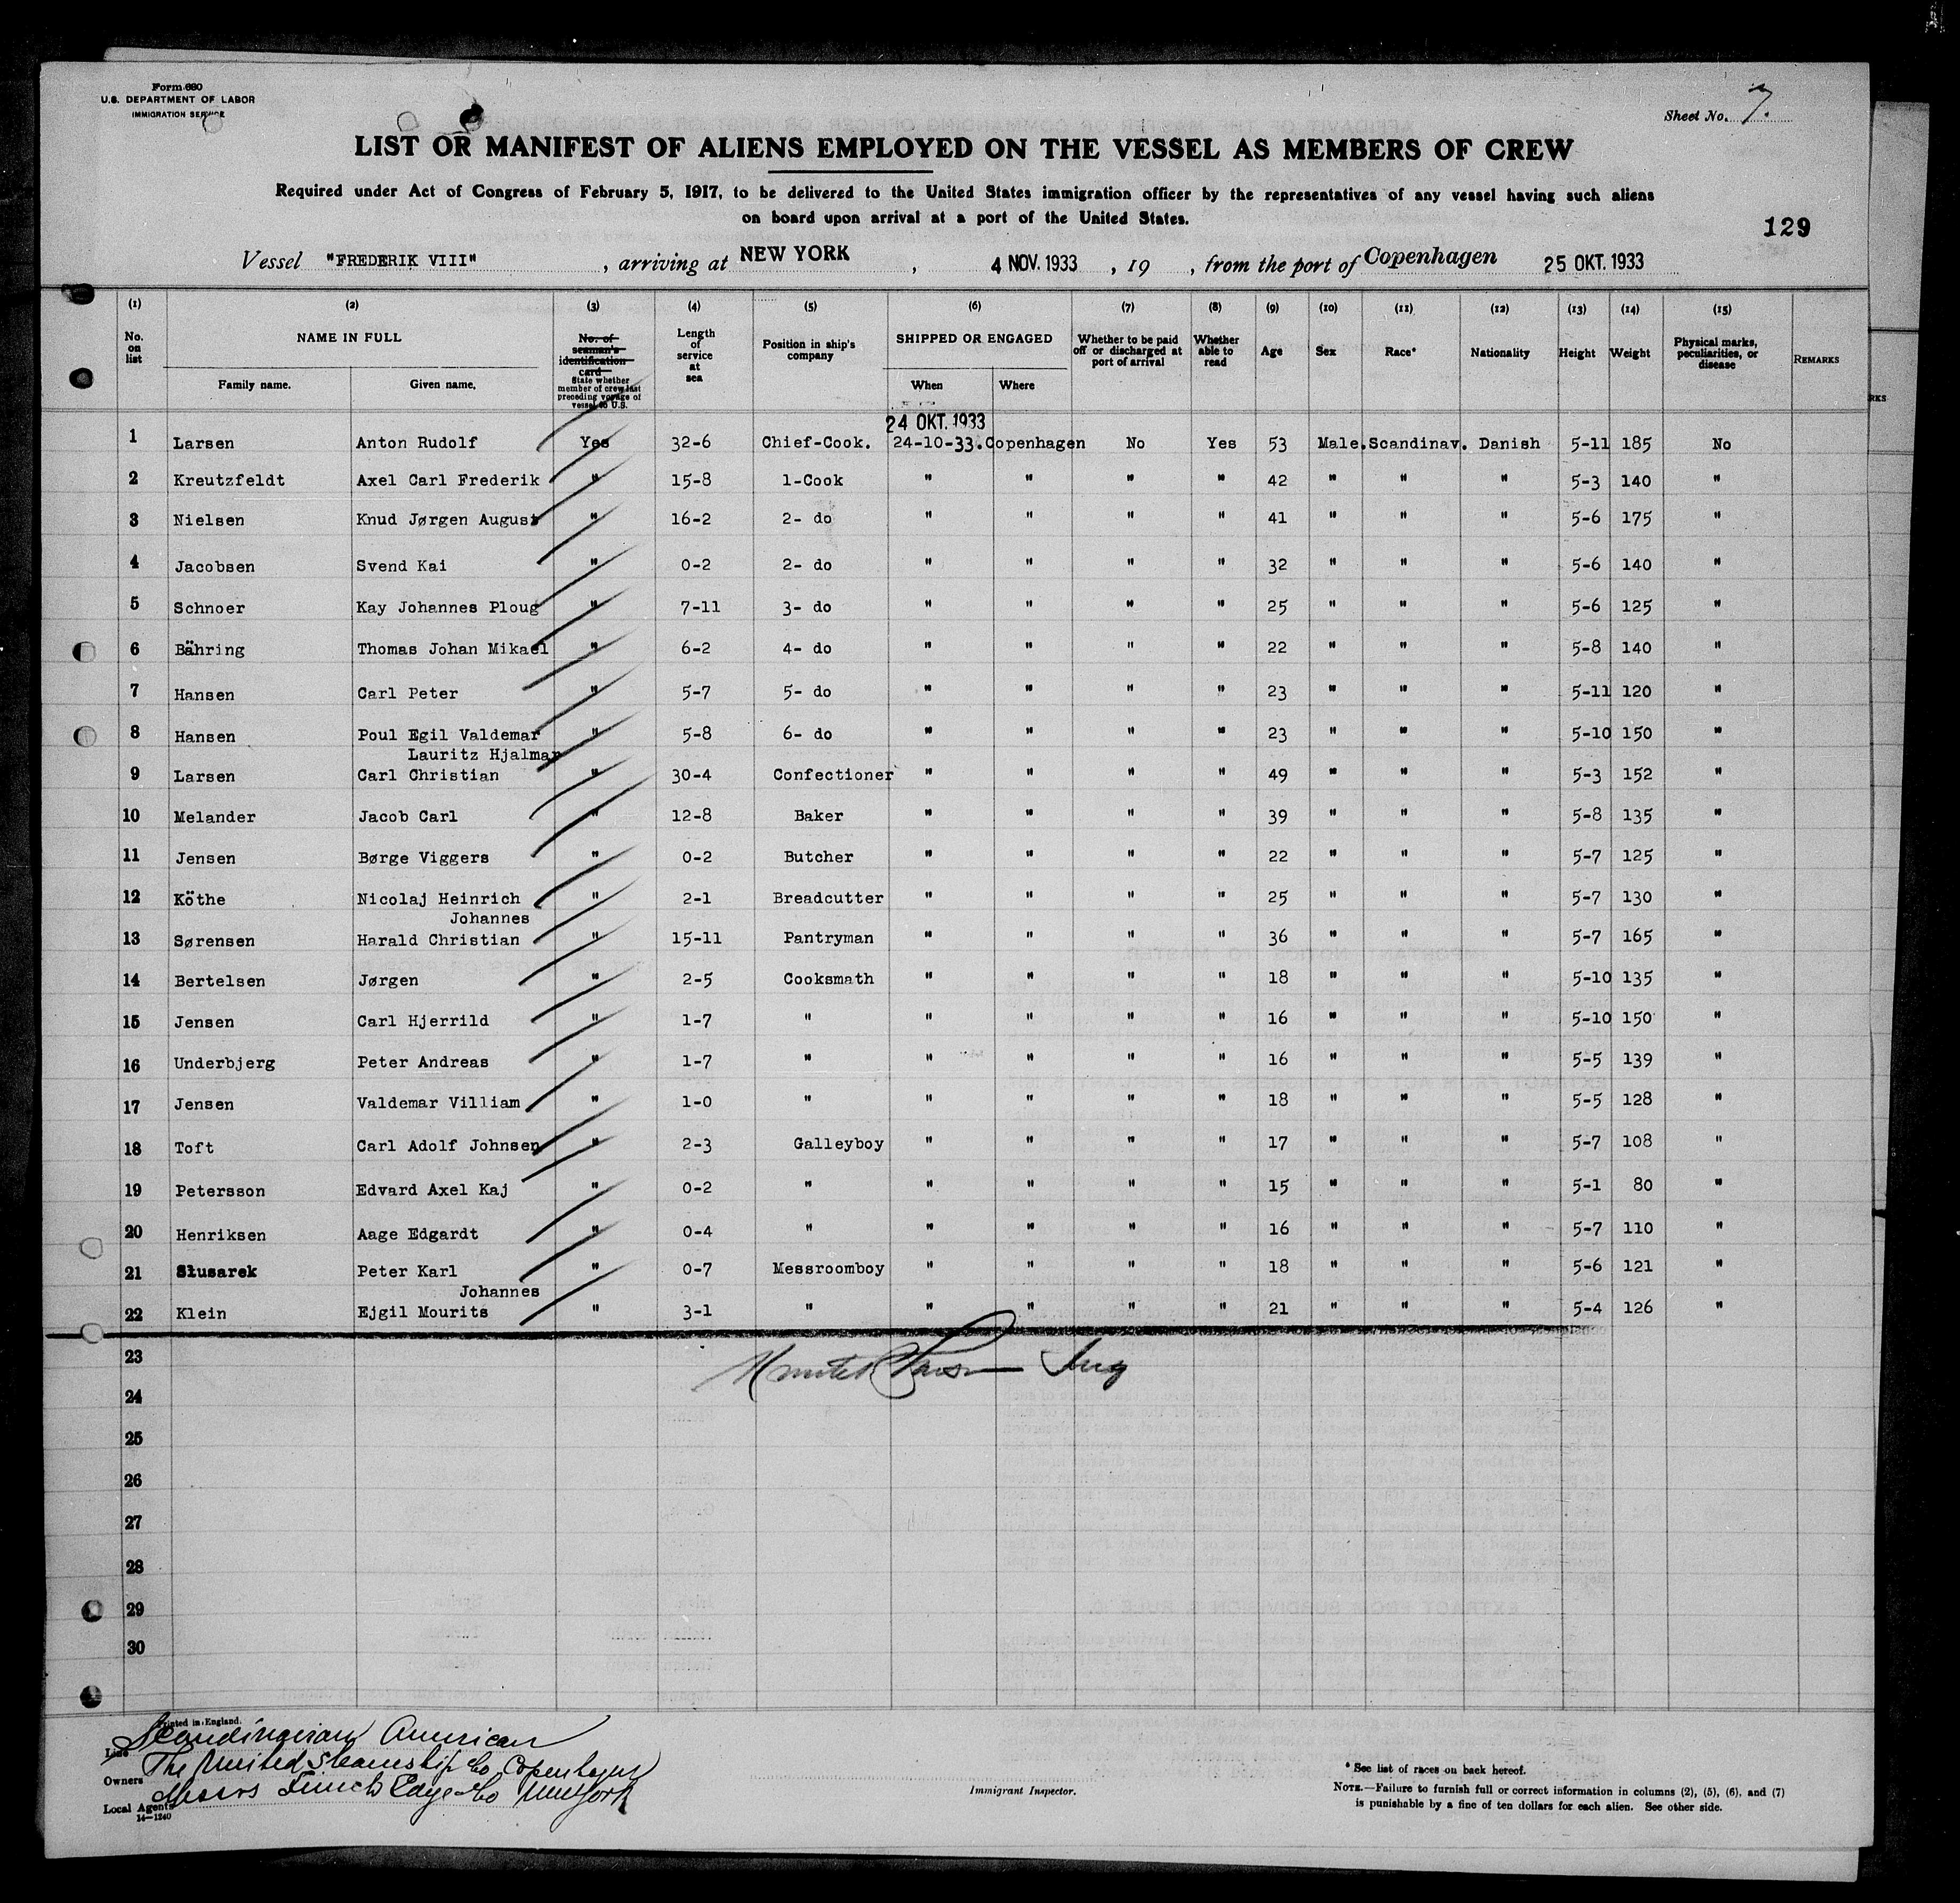 Form 680
U.S. DEPARTMENT OF LABOR
IMMIGRATION SERVICE
Sheet No. 7.
LIST OR MANIFEST OF ALIENS EMPLOYED ON THE VESSEL AS MEMBERS OF CREW
Required under Act of Congress of February 5, 1917, to be delivered to the United States immigration officer by the representatives of any vessel having such aliens
on board upon arrival at a port of the United States.
129
Vessel "FREDERIK VIII", arriving at NEW YORK, 4 NOV. 1933, 19 , from the port of Copenhagen 25 OKT. 1933
(1) (2) (3) (4) (5) (6) (7) (8) (9) (10) (11) (12) (13) (14) (15)
No. on list NAME IN FULL Family name. Given name. No. of seaman's identification card State whether member of crew last preceding voyage of vessel to U.S. Length of service at sea Position in ship's company SHIPPED OR ENGAGED When Where Whether to be paid off or discharged at port of arrival Whether able to read Age Sex Race* Nationality Height Weight Physical marks, peculiarities, or disease REMARKS
24 OKT. 1933
1 Larsen Anton Rudolf Yes 32-6 Chief-Cook. 24-10-33. Copenhagen No Yes 53 Male. Scandinav. Danish 5-11 185 No
2 Kreutzfeldt Axel Carl Frederik " 15-8 1-Cook " " " " 42 " " " 5-3 140 "
3 Nielsen Knud Jørgen August " 16-2 2- do " " " " 41 " " " 5-6 175 "
4 Jacobsen Svend Kai " 0-2 2- do " " " " 32 " " " 5-6 140 "
5 Schnoer Kay Johannes Ploug " 7-11 3- do " " " " 25 " " " 5-6 125 "
6 Bähring Thomas Johan Mikael " 6-2 4- do " " " " 22 " " " 5-8 140 "
7 Hansen Carl Peter " 5-7 5- do " " " " 23 " " " 5-11 120 "
8 Hansen Poul Egil Valdemar " 5-8 6- do " " " " 23 " " " 5-10 150 "
Lauritz Hjalmar
9 Larsen Carl Christian " 30-4 Confectioner " " " " 49 " " " 5-3 152 "
10 Melander Jacob Carl " 12-8 Baker " " " " 39 " " " 5-8 135 "
11 Jensen Børge Viggers " 0-2 Butcher " " " " 22 " " " 5-7 125 "
12 Köthe Nicolaj Heinrich " 2-1 Breadcutter " " " " 25 " " " 5-7 130 "
Johannes
13 Sørensen Harald Christian " 15-11 Pantryman " " " " 36 " " " 5-7 165 "
14 Bertelsen Jørgen " 2-5 Cooksmath " " " " 18 " " " 5-10 135 "
15 Jensen Carl Hjerrild " 1-7 " " " " " 16 " " " 5-10 150 "
16 Underbjerg Peter Andreas " 1-7 " " " " " 16 " " " 5-5 139 "
17 Jensen Valdemar Villiam " 1-0 " " " " " 18 " " " 5-5 128 "
18 Toft Carl Adolf Johnsen " 2-3 Galleyboy " " " " 17 " " " 5-7 108 "
19 Petersson Edvard Axel Kaj " 0-2 " " " " " 15 " " " 5-1 80 "
20 Henriksen Aage Edgardt " 0-4 " " " " " 16 " " " 5-7 110 "
21 Slusarek Peter Karl " 0-7 Messroomboy " " " " 18 " " " 5-6 121 "
Johannes
22 Klein Ejgil Mourits " 3-1 " " " " " 21 " " " 5-4 126 "
23
24
25
26
27
28
29
30
Printed in England.
Line Scandinavian American
Owners The United Steamship Co, Copenhagen
Local Agents Messrs Funch Edye & Co New York
14—1240
Immigrant Inspector.
* See list of races on back hereof.
NOTE.—Failure to furnish full or correct information in columns (2), (5), (6), and (7)
is punishable by a fine of ten dollars for each alien. See other side.